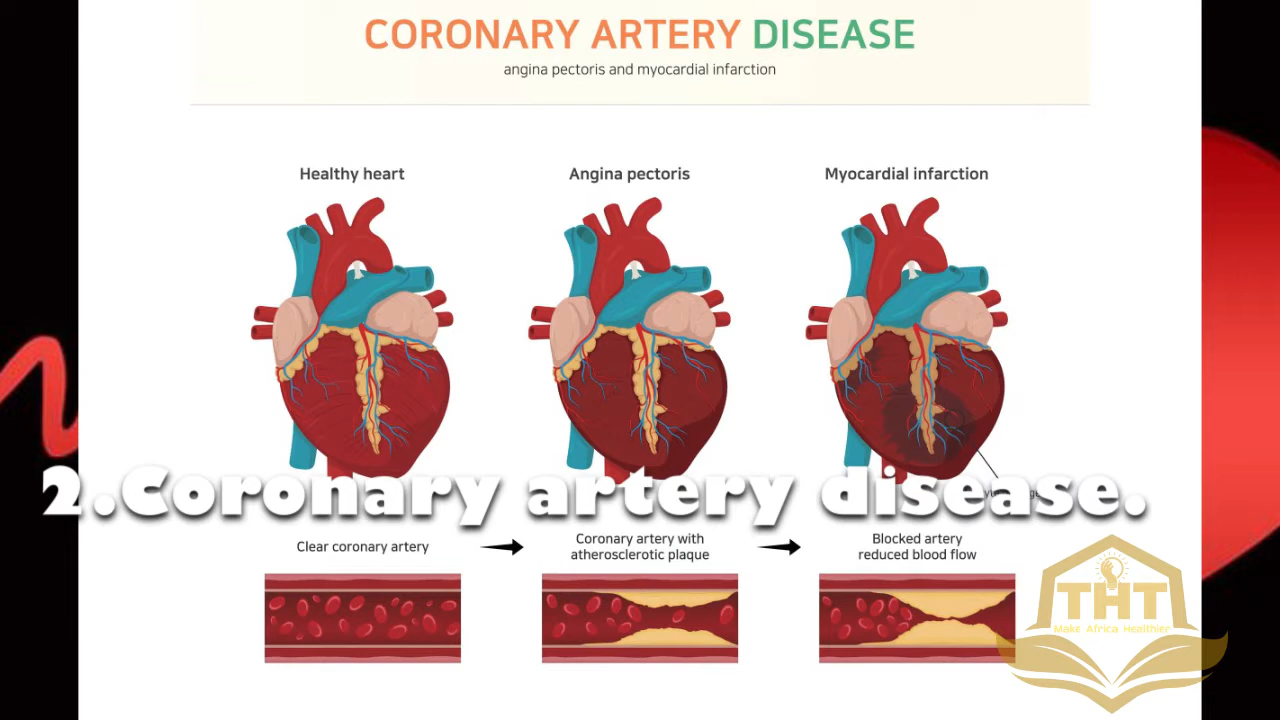 CORONARY ARTERY DISEASE
angina pectoris and myocardial infarction
Healthy heart
Angina pectoris
Myocardial infarction
2.Coronary artery disease.
Clear coronary artery
Coronary artery with
atherosclerotic plaque
Blocked artery
reduced blood flow
THT
Make Africa Healthier